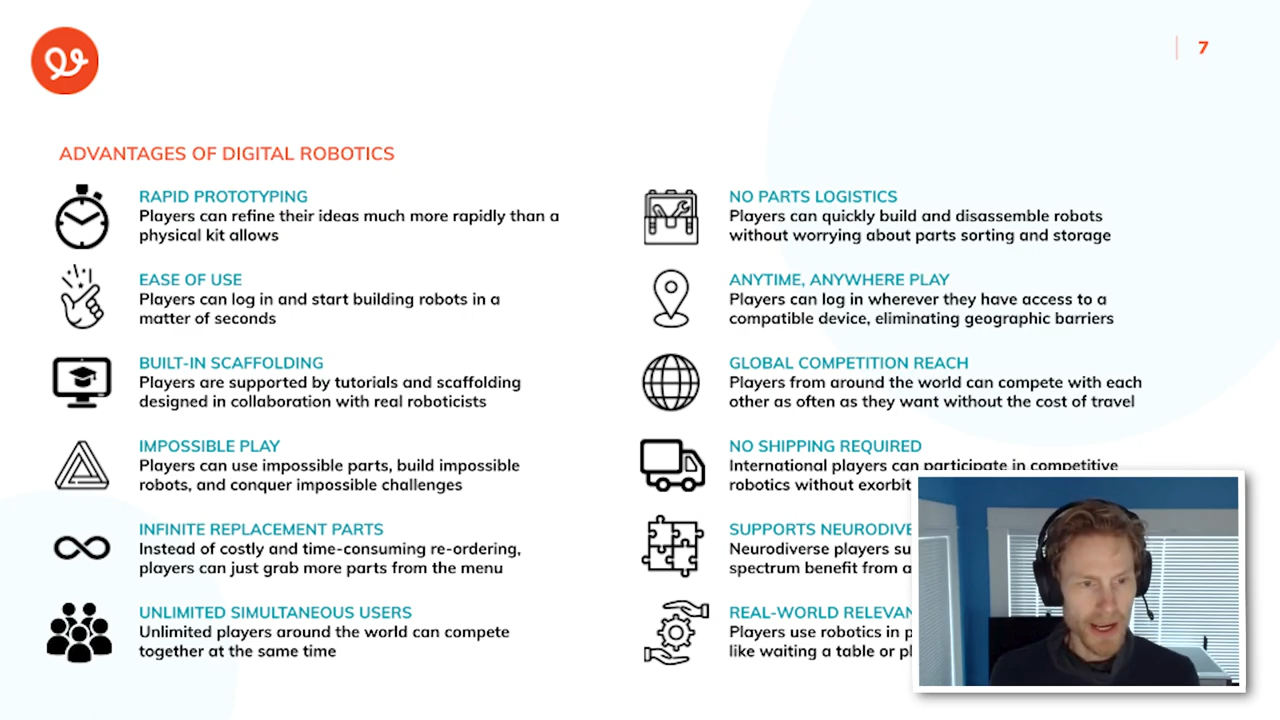 7
ADVANTAGES OF DIGITAL ROBOTICS
RAPID PROTOTYPING
Players can refine their ideas much more rapidly than a
physical kit allows
EASE OF USE
Players can log in and start building robots in a
matter of seconds
BUILT-IN SCAFFOLDING
Players are supported by tutorials and scaffolding
designed in collaboration with real roboticists
IMPOSSIBLE PLAY
Players can use impossible parts, build impossible
robots, and conquer impossible challenges
INFINITE REPLACEMENT PARTS
Instead of costly and time-consuming re-ordering,
players can just grab more parts from the menu
UNLIMITED SIMULTANEOUS USERS
Unlimited players around the world can compete
together at the same time
NO PARTS LOGISTICS
Players can quickly build and disassemble robots
without worrying about parts sorting and storage
ANYTIME, ANYWHERE PLAY
Players can log in wherever they have access to a
compatible device, eliminating geographic barriers
GLOBAL COMPETITION REACH
Players from around the world can compete with each
other as often as they want without the cost of travel
NO SHIPPING REQUIRED
International players can participate in competitive
robotics without
SUPPORTS
Neurodiverse players
spectrum benefit from
REAL-WORLD
Players use robotics in
like waiting a table or